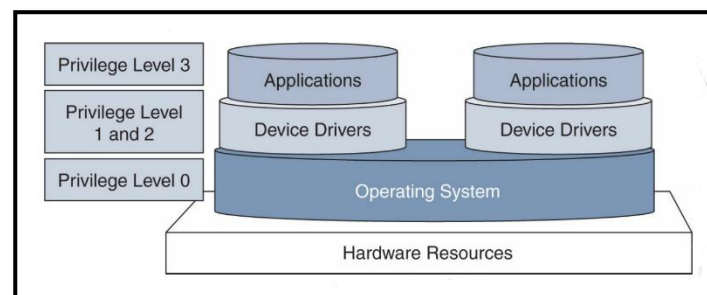 Privilege Level 3
Applications
Applications
Privilege Level
1 and 2
Device Drivers
Device Drivers
Privilege Level 0
Operating System
Hardware Resources